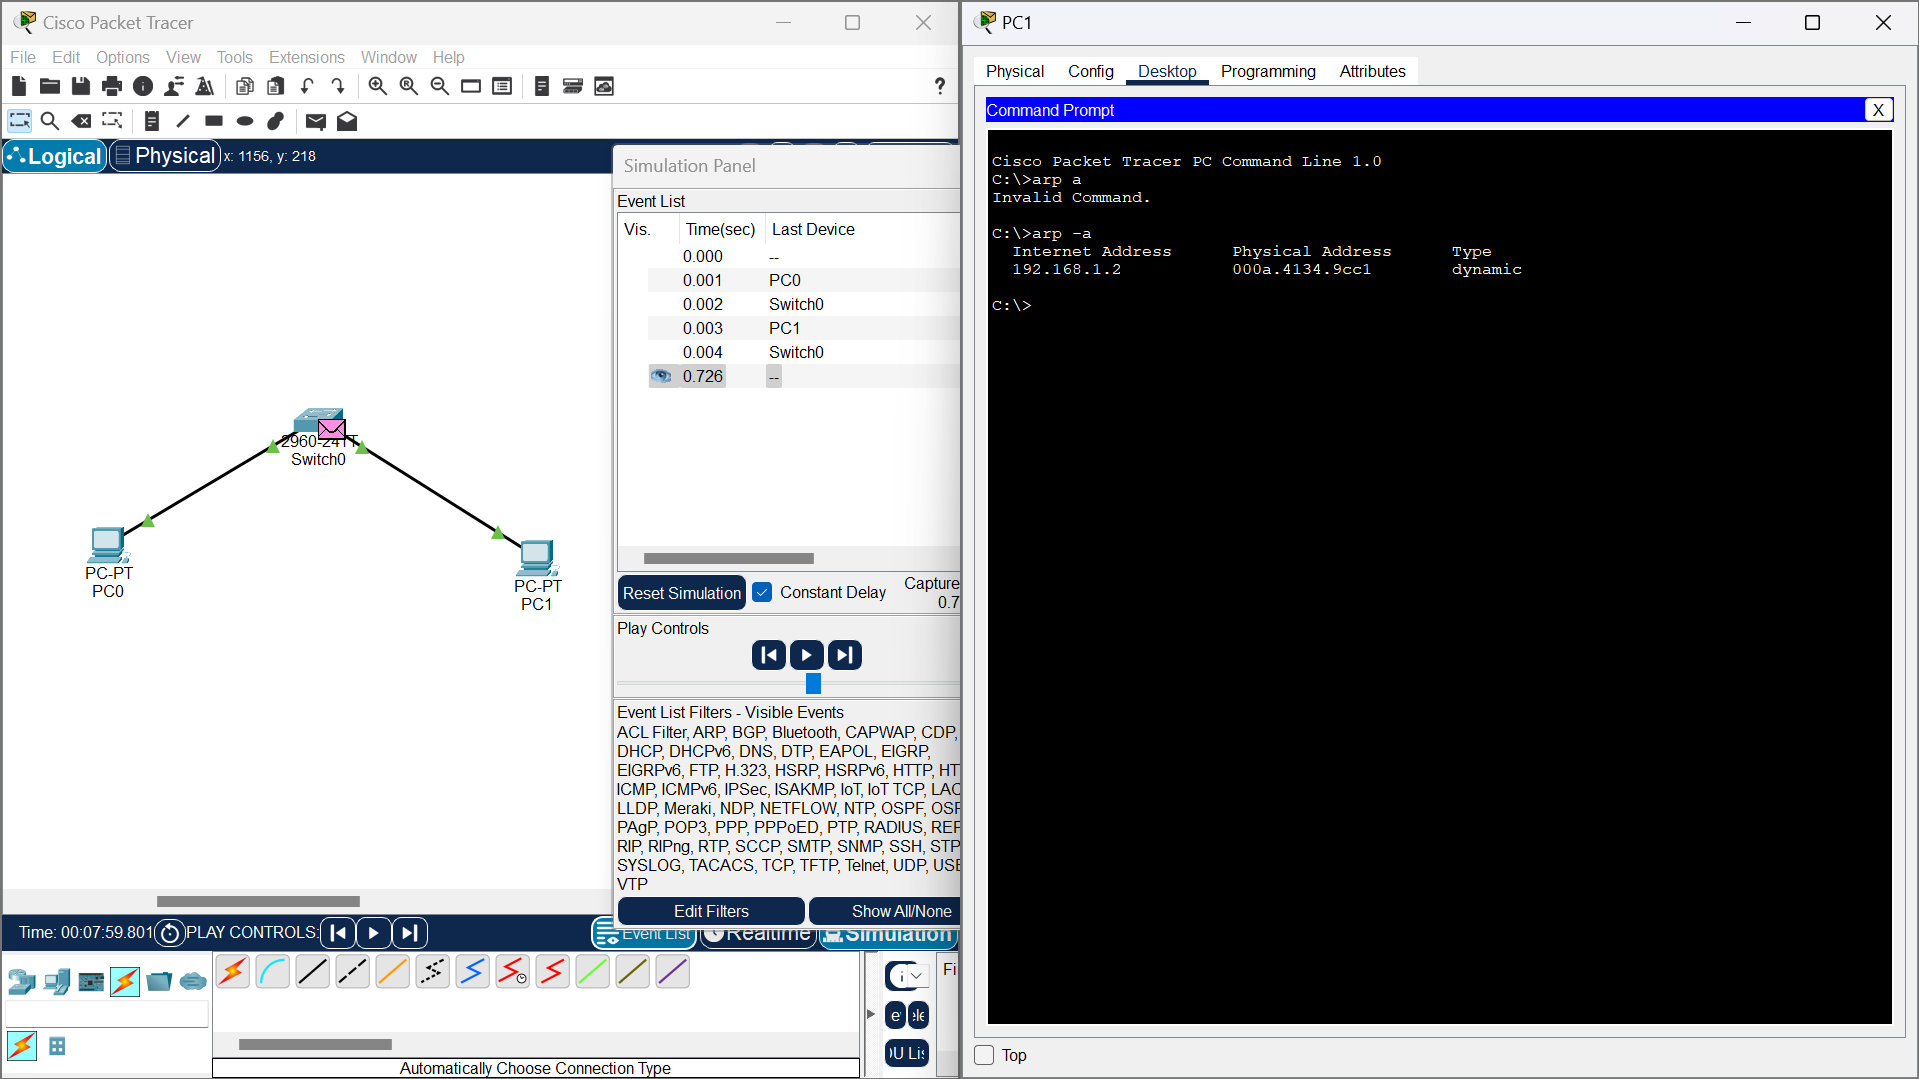 Cisco Packet Tracer
File Edit Options View Tools Extensions Window Help
?
Logical Physical x: 1156, y: 218
2960-24TT
Switch0
PC-PT
PC0
PC-PT
PC1
Simulation Panel
Event List
Vis. Time(sec) Last Device
0.000 --
0.001 PC0
0.002 Switch0
0.003 PC1
0.004 Switch0
0.726 --
Reset Simulation Constant Delay Capture
0.7
Play Controls
Event List Filters - Visible Events
ACL Filter, ARP, BGP, Bluetooth, CAPWAP, CDP,
DHCP, DHCPv6, DNS, DTP, EAPOL, EIGRP,
EIGRPv6, FTP, H.323, HSRP, HSRPv6, HTTP, HT
ICMP, ICMPv6, IPSec, ISAKMP, IoT, IoT TCP, LAC
LLDP, Meraki, NDP, NETFLOW, NTP, OSPF, OSP
PAgP, POP3, PPP, PPPoED, PTP, RADIUS, REP
RIP, RIPng, RTP, SCCP, SMTP, SNMP, SSH, STP
SYSLOG, TACACS, TCP, TFTP, Telnet, UDP, USB
VTP
Edit Filters Show All/None
Time: 00:07:59.801 PLAY CONTROLS:
Event List Realtime Simulation
Fi
Automatically Choose Connection Type
PC1
Physical Config Desktop Programming Attributes
Command Prompt X
Cisco Packet Tracer PC Command Line 1.0
C:\>arp a
Invalid Command.
C:\>arp -a
Internet Address Physical Address Type
192.168.1.2 000a.4134.9cc1 dynamic
C:\>
Top